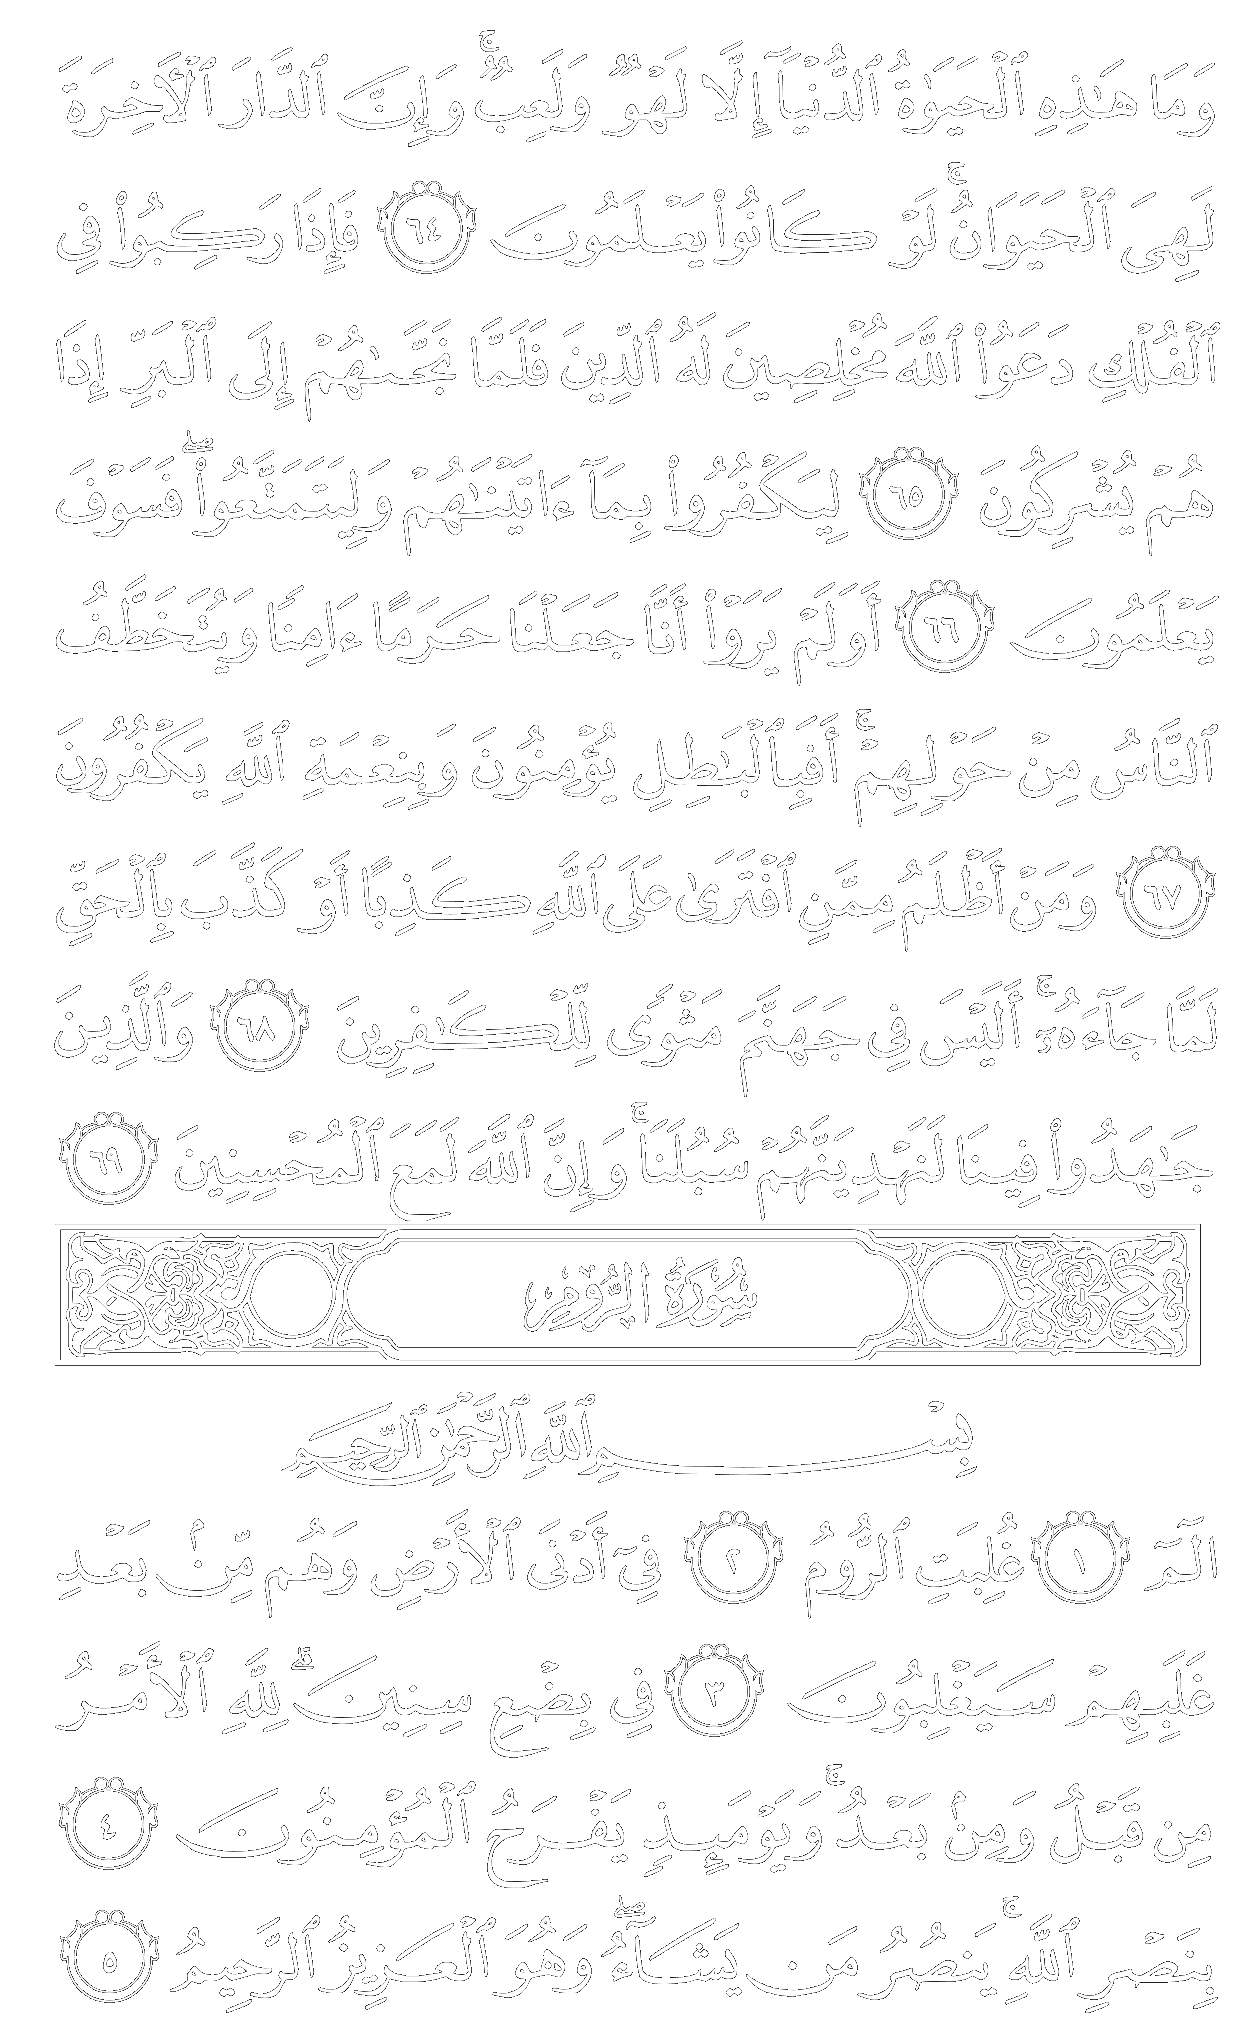 وَمَا هَٰذِهِ ٱلْحَيَوٰةُ ٱلدُّنْيَآ إِلَّا لَهْوٌ وَلَعِبٌ ۚ وَإِنَّ ٱلدَّارَ ٱلْأَخِرَةَ
لَهِىَ ٱلْحَيَوَانُ ۚ لَوْ كَانُوا۟ يَعْلَمُونَ ٦٤ فَإِذَا رَكِبُوا۟ فِى
ٱلْفُلْكِ دَعَوُا۟ ٱللَّهَ مُخْلِصِينَ لَهُ ٱلدِّينَ فَلَمَّا نَجَّىٰهُمْ إِلَى ٱلْبَرِّ إِذَا
هُمْ يُشْرِكُونَ ٦٥ لِيَكْفُرُوا۟ بِمَآ ءَاتَيْنَٰهُمْ وَلِيَتَمَتَّعُوا۟ ۖ فَسَوْفَ
يَعْلَمُونَ ٦٦ أَوَلَمْ يَرَوْا۟ أَنَّا جَعَلْنَا حَرَمًا ءَامِنًا وَيُتَخَطَّفُ
ٱلنَّاسُ مِنْ حَوْلِهِمْ ۚ أَفَبِٱلْبَٰطِلِ يُؤْمِنُونَ وَبِنِعْمَةِ ٱللَّهِ يَكْفُرُونَ
٦٧ وَمَنْ أَظْلَمُ مِمَّنِ ٱفْتَرَىٰ عَلَى ٱللَّهِ كَذِبًا أَوْ كَذَّبَ بِٱلْحَقِّ
لَمَّا جَآءَهُۥٓ ۚ أَلَيْسَ فِى جَهَنَّمَ مَثْوًى لِّلْكَٰفِرِينَ ٦٨ وَٱلَّذِينَ
جَٰهَدُوا۟ فِينَا لَنَهْدِيَنَّهُمْ سُبُلَنَا ۚ وَإِنَّ ٱللَّهَ لَمَعَ ٱلْمُحْسِنِينَ ٦٩
سُورَةُ الرُّومِ
بِسْمِ ٱللَّهِ ٱلرَّحْمَٰنِ ٱلرَّحِيمِ
الٓمٓ ١ غُلِبَتِ ٱلرُّومُ ٢ فِىٓ أَدْنَى ٱلْأَرْضِ وَهُم مِّنۢ بَعْدِ
غَلَبِهِمْ سَيَغْلِبُونَ ٣ فِى بِضْعِ سِنِينَ ۗ لِلَّهِ ٱلْأَمْرُ
مِن قَبْلُ وَمِنۢ بَعْدُ ۚ وَيَوْمَئِذٍ يَفْرَحُ ٱلْمُؤْمِنُونَ ٤
بِنَصْرِ ٱللَّهِ ۚ يَنصُرُ مَن يَشَآءُ ۖ وَهُوَ ٱلْعَزِيزُ ٱلرَّحِيمُ ٥